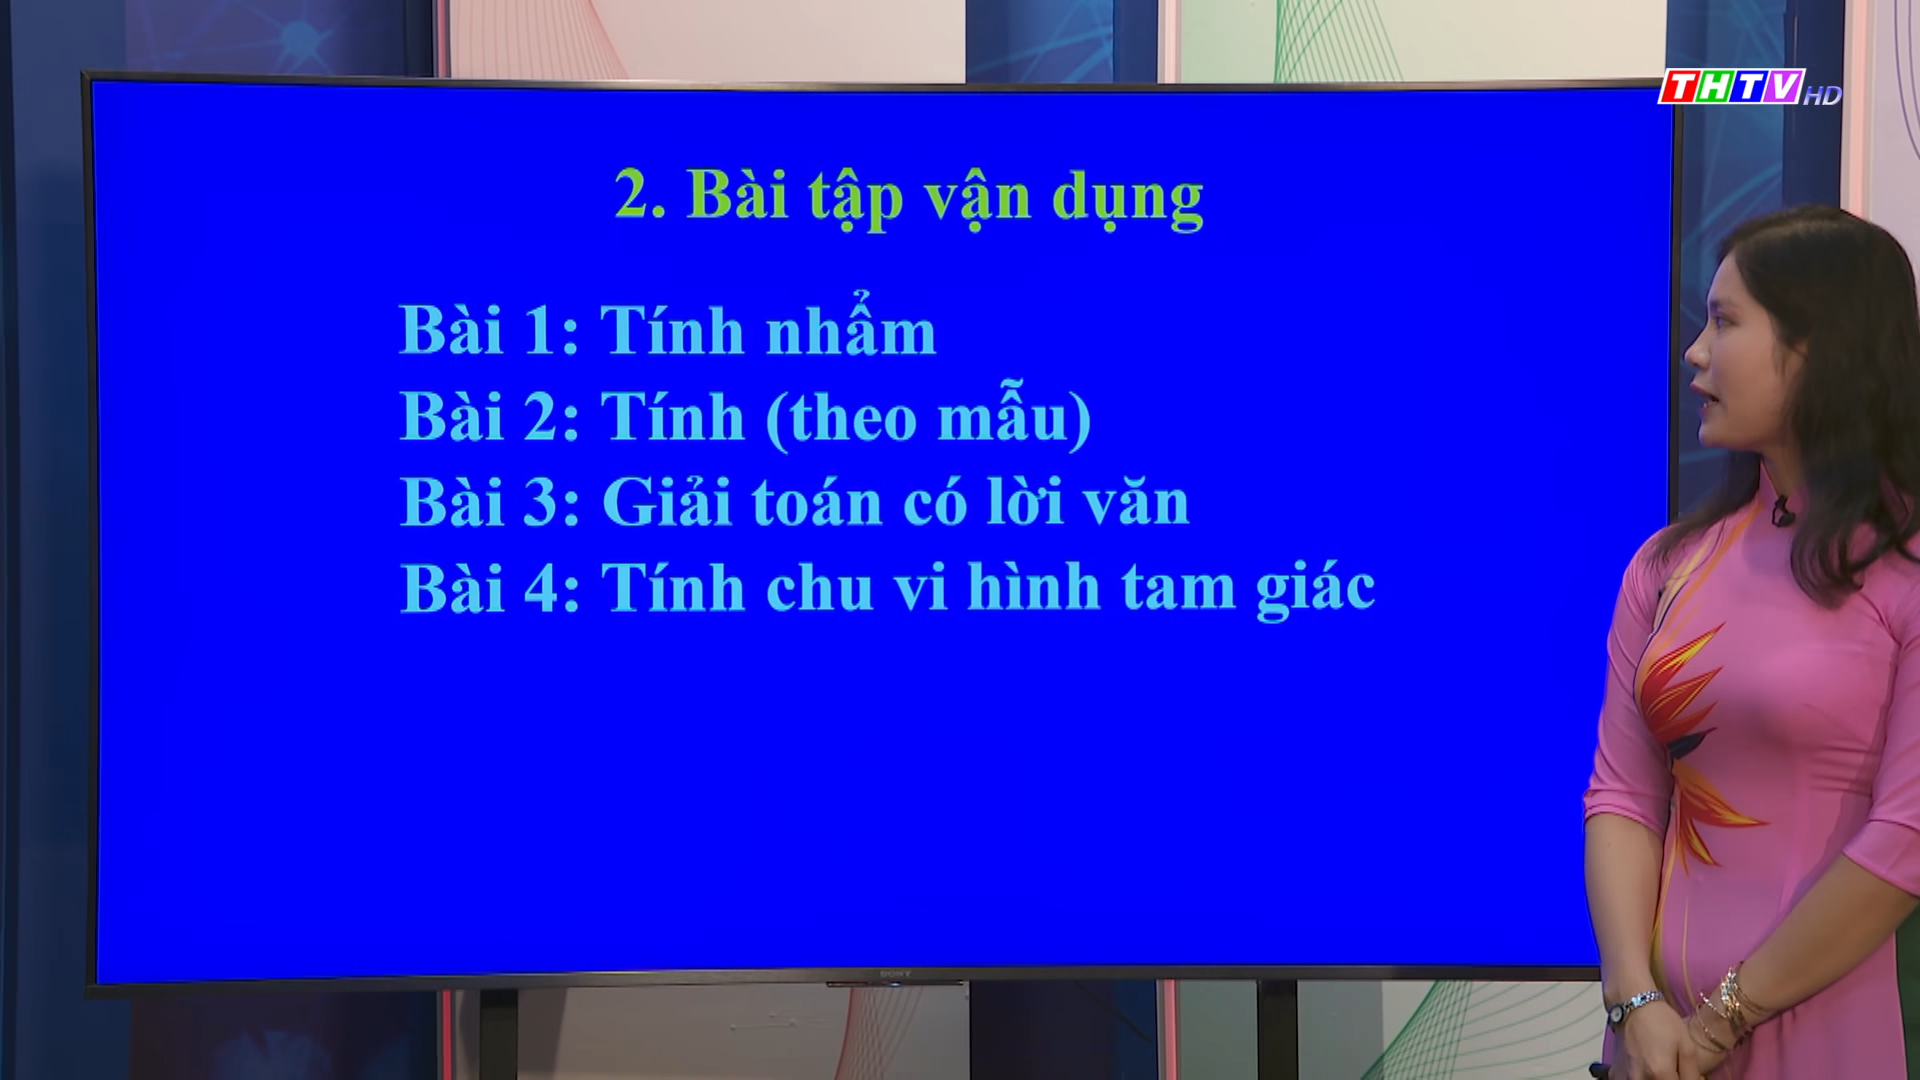 THTV HD
2. Bài tập vận dụng
Bài 1: Tính nhẩm
Bài 2: Tính (theo mẫu)
Bài 3: Giải toán có lời văn
Bài 4: Tính chu vi hình tam giác
SONY